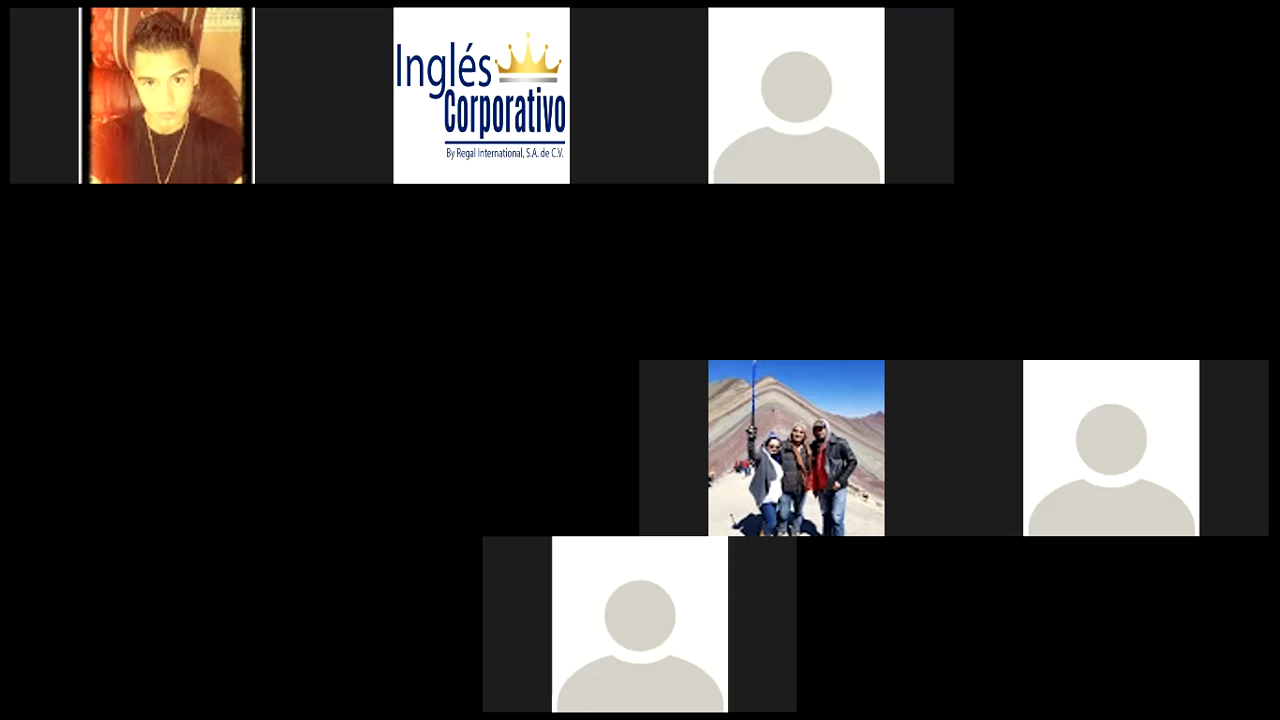 Inglés
Corporativo
By Regal International, S.A. de C.V.